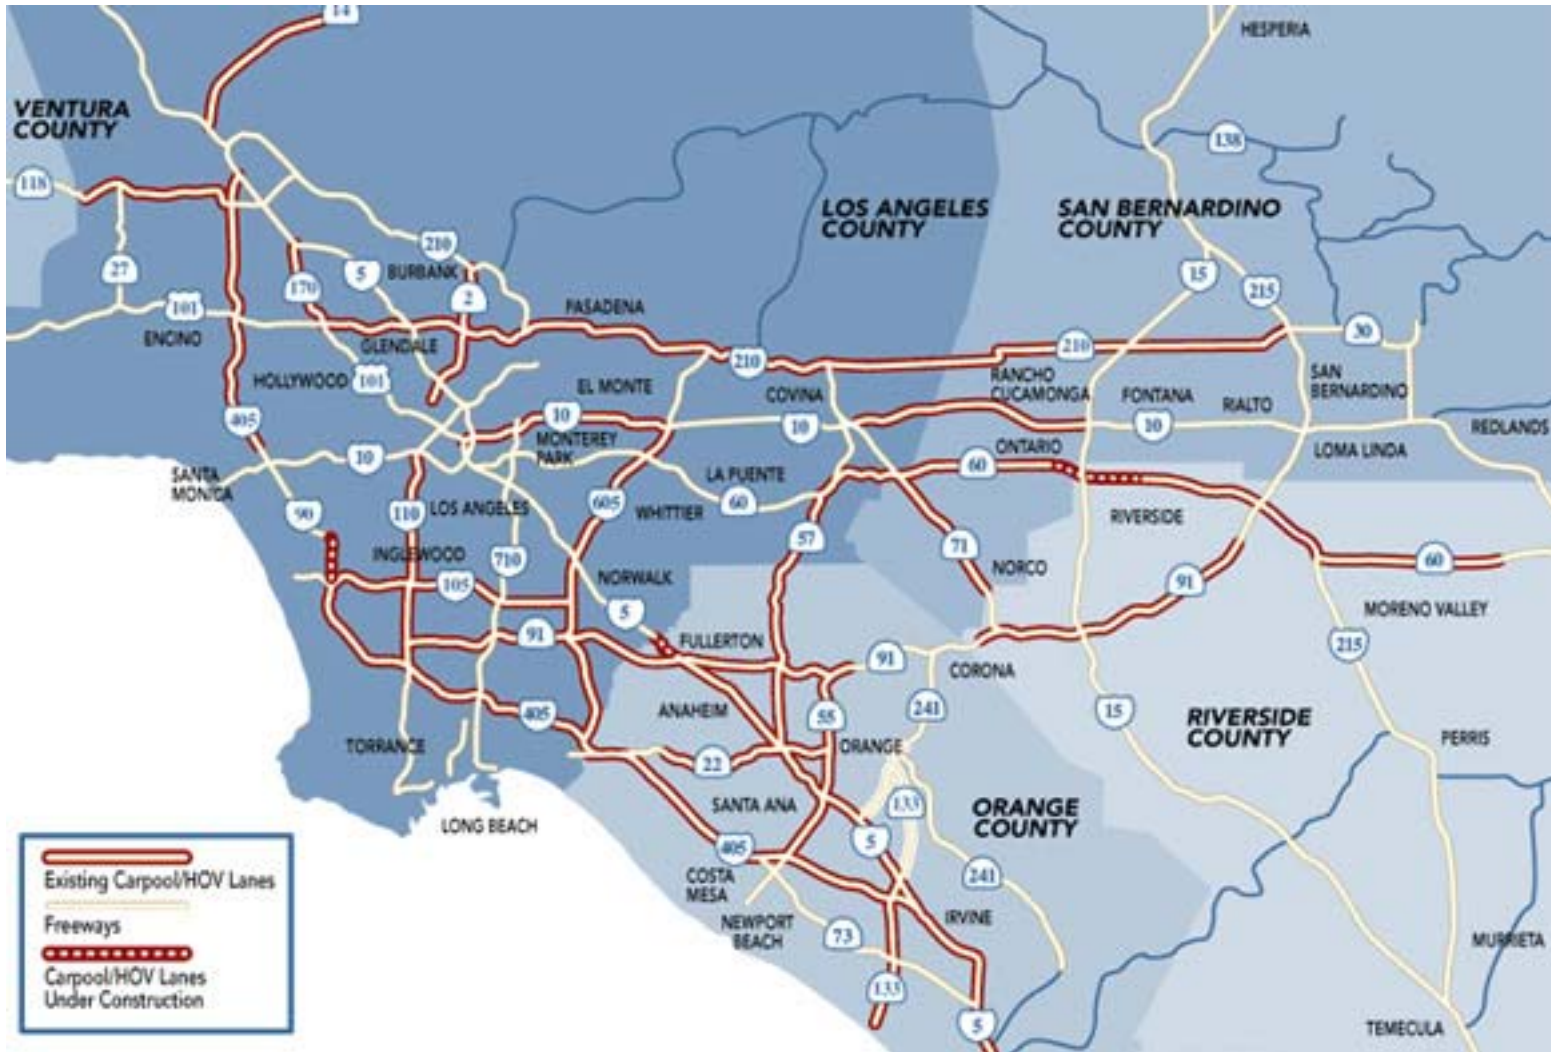 14
HESPERIA
VENTURA
COUNTY
138
118
LOS ANGELES
COUNTY
SAN BERNARDINO
COUNTY
210
27
5
BURBANK
15
170
2
215
101
PASADENA
ENCINO
GLENDALE
30
210
210
HOLLYWOOD
101
EL MONTE
COVINA
RANCHO
CUCAMONGA
FONTANA
SAN
BERNARDINO
RIALTO
405
10
10
10
REDLANDS
MONTEREY
PARK
ONTARIO
LOMA LINDA
10
60
SANTA
MONICA
LA PUENTE
60
90
110
LOS ANGELES
605
WHITTIER
RIVERSIDE
57
71
INGLEWOOD
710
60
105
NORWALK
NORCO
91
MORENO VALLEY
5
91
FULLERTON
215
91
CORONA
ANAHEIM
405
55
241
15
RIVERSIDE
COUNTY
TORRANCE
ORANGE
PERRIS
22
SANTA ANA
133
ORANGE
COUNTY
LONG BEACH
405
5
COSTA
MESA
241
NEWPORT
BEACH
IRVINE
73
MURRIETA
133
5
TEMECULA
Existing Carpool/HOV Lanes
Freeways
Carpool/HOV Lanes
Under Construction